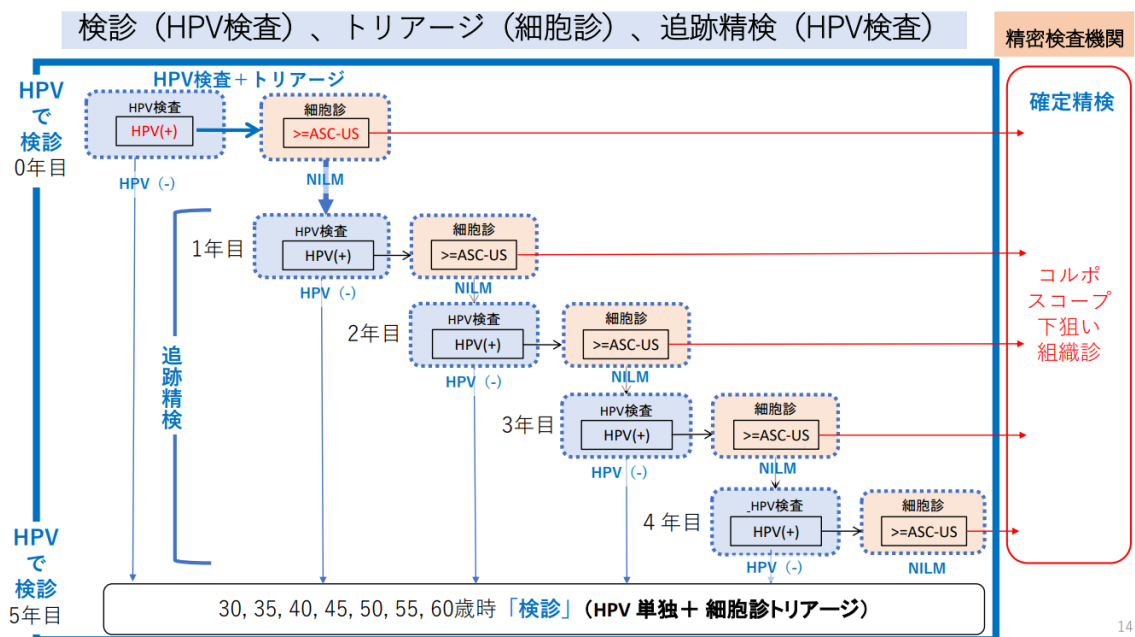 検診（HPV検査）、トリアージ（細胞診）、追跡精検（HPV検査）
精密検査機関
HPV
で
検診
0年目
HPV検査＋トリアージ
HPV検査
HPV(+)
細胞診
>=ASC-US
HPV（-）
NILM
確定精検
コルポ
スコープ
下狙い
組織診
追跡精検
1年目
HPV検査
HPV(+)
細胞診
>=ASC-US
HPV（-）
NILM
2年目
HPV検査
HPV(+)
細胞診
>=ASC-US
HPV（-）
NILM
3年目
HPV検査
HPV(+)
細胞診
>=ASC-US
HPV（-）
NILM
4年目
HPV検査
HPV(+)
細胞診
>=ASC-US
HPV（-）
NILM
HPV
で
検診
5年目
30, 35, 40, 45, 50, 55, 60歳時「検診」（HPV 単独＋ 細胞診トリアージ）
14